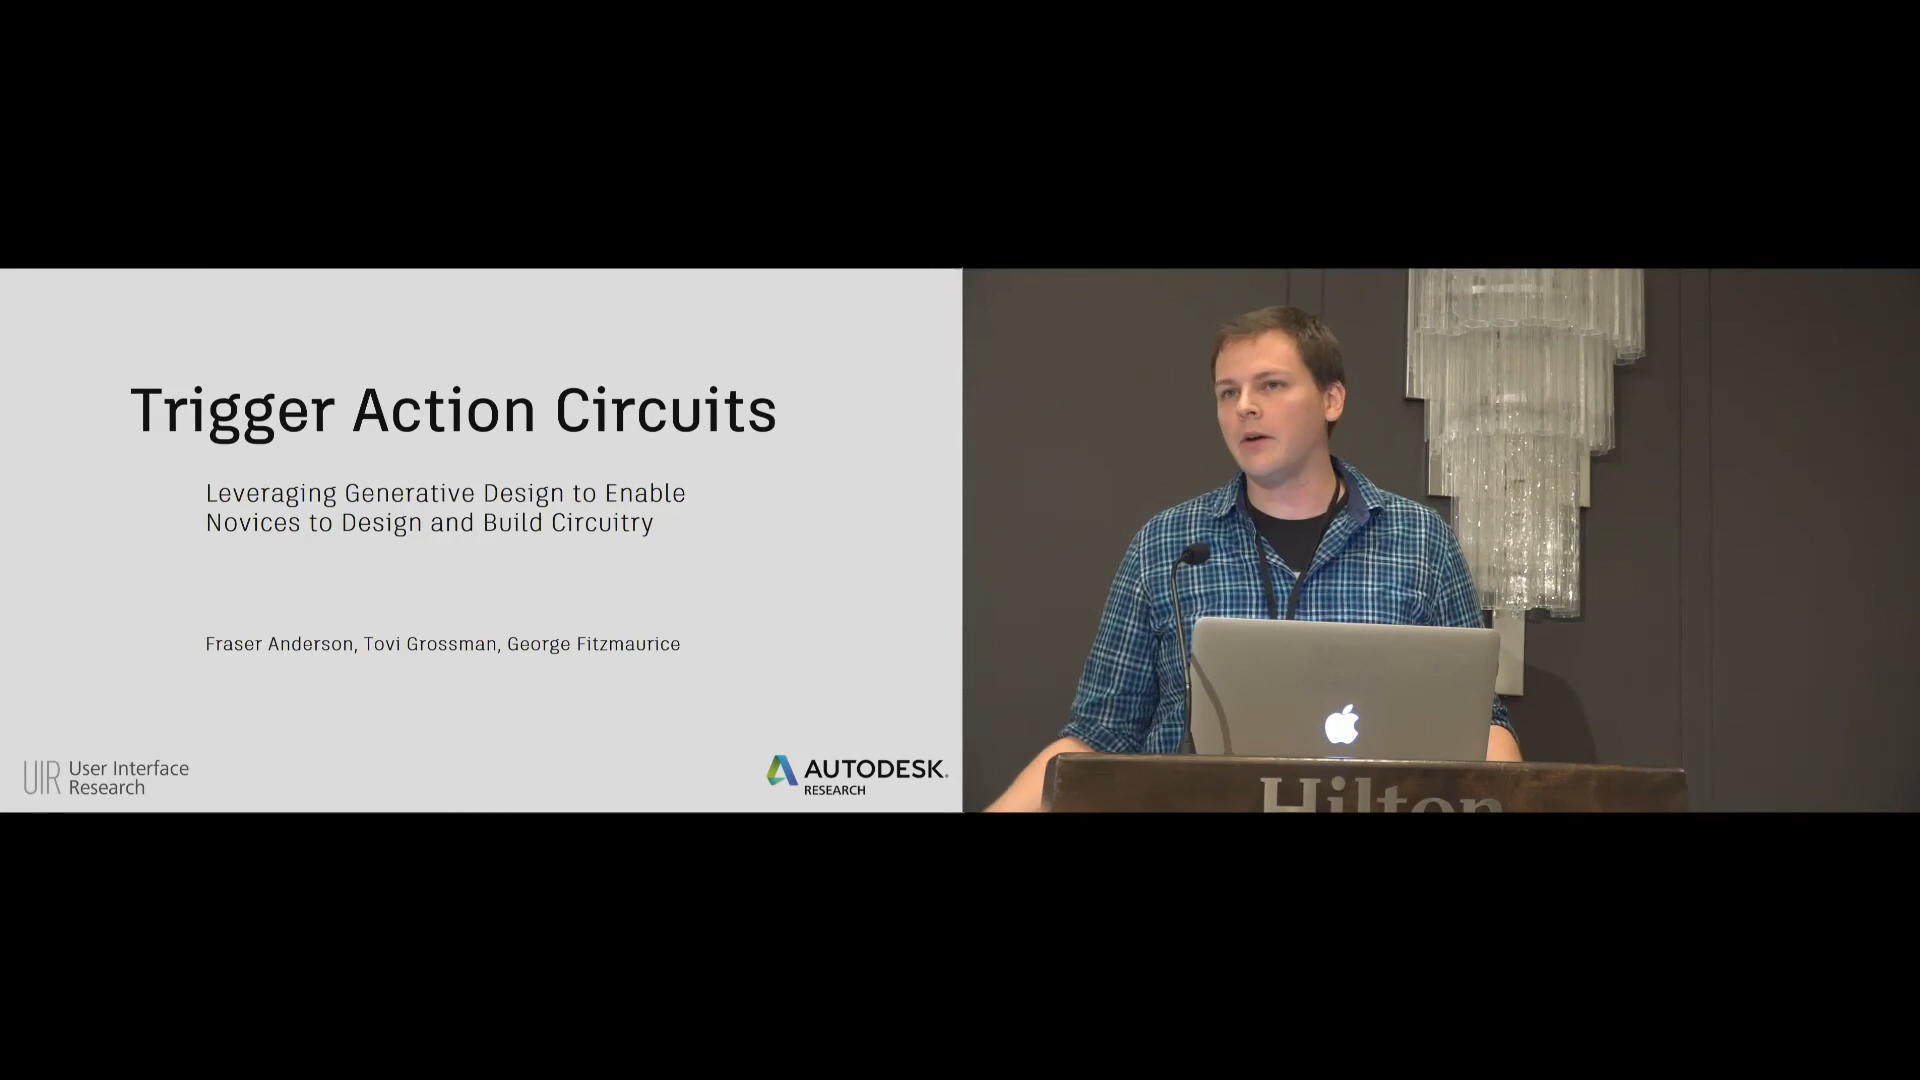 Trigger Action Circuits
Leveraging Generative Design to Enable
Novices to Design and Build Circuitry
Fraser Anderson, Tovi Grossman, George Fitzmaurice
UIR User Interface
Research
AUTODESK.
RESEARCH
Hilton